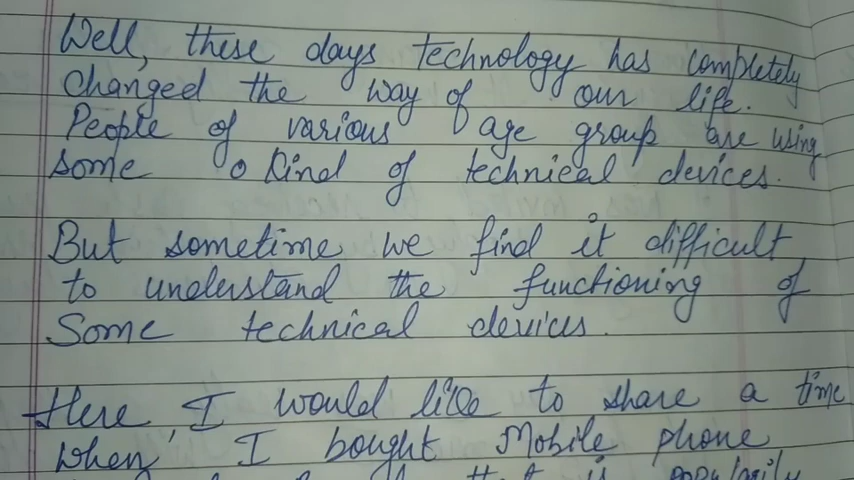 Well, these days technology has completely
changed the way of our life.
People of various age group are using
some kind of technical devices.
But sometime we find it difficult
to understand the functioning of
Some technical devices.
Here, I would like to share a time
when I bought Mobile phone
popularily